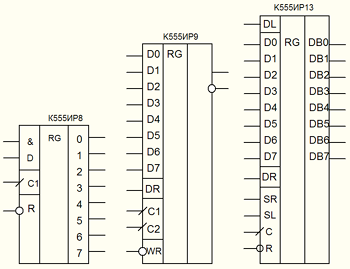 К555ИР8
&
D
C1
R
RG
0
1
2
3
4
5
6
7
К555ИР9
D0
D1
D2
D3
D4
D5
D6
D7
DR
C1
C2
WR
RG
К555ИР13
DL
D0
D1
D2
D3
D4
D5
D6
D7
DR
SR
SL
C
R
RG
DB0
DB1
DB2
DB3
DB4
DB5
DB6
DB7